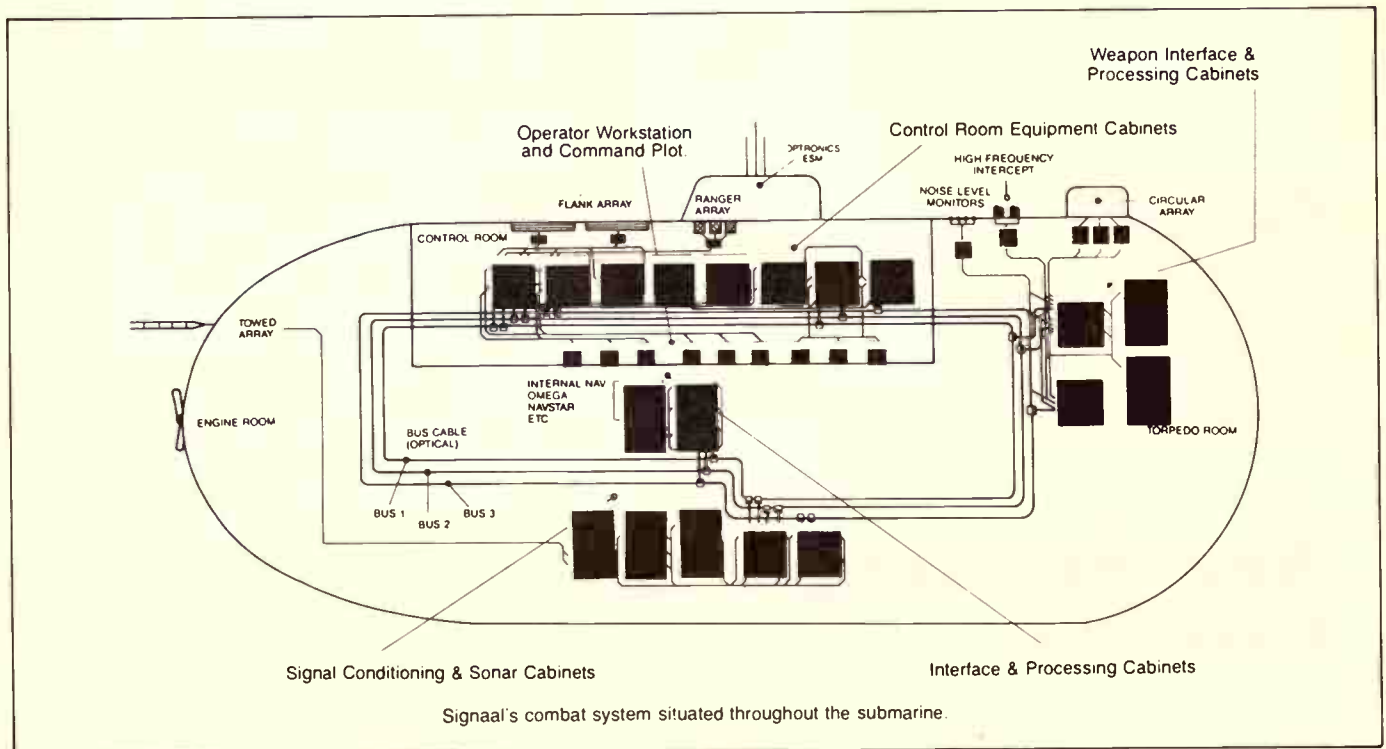 Weapon Interface &
Processing Cabinets
Operator Workstation
and Command Plot.
Control Room Equipment Cabinets
OPTRONICS
ESM
HIGH FREQUENCY
INTERCEPT
NOISE LEVEL
MONITORS
FLANK ARRAY
RANGER
ARRAY
CIRCULAR
ARRAY
CONTROL ROOM
TOWED
ARRAY
INTERNAL NAV
OMEGA
NAVSTAR
ETC
ENGINE ROOM
BUS CABLE
(OPTICAL)
TORPEDO ROOM
BUS 1
BUS 2
BUS 3
Signal Conditioning & Sonar Cabinets
Interface & Processing Cabinets
Signaal's combat system situated throughout the submarine.